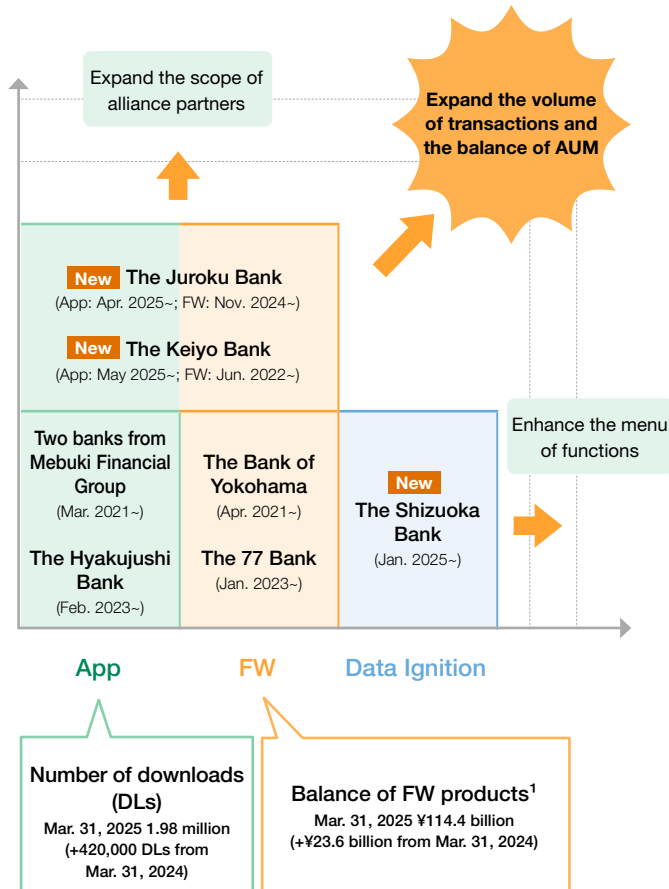 Expand the scope of
alliance partners
Expand the volume
of transactions and
the balance of AUM
New The Juroku Bank
(App: Apr. 2025~; FW: Nov. 2024~)
New The Keiyo Bank
(App: May 2025~; FW: Jun. 2022~)
Two banks from
Mebuki Financial
Group
(Mar. 2021~)
The Hyakujushi
Bank
(Feb. 2023~)
The Bank of
Yokohama
(Apr. 2021~)
The 77 Bank
(Jan. 2023~)
New
The Shizuoka
Bank
(Jan. 2025~)
Enhance the menu
of functions
App
FW
Data Ignition
Number of downloads
(DLs)
Mar. 31, 2025 1.98 million
(+420,000 DLs from
Mar. 31, 2024)
Balance of FW products¹
Mar. 31, 2025 ¥114.4 billion
(+¥23.6 billion from Mar. 31, 2024)